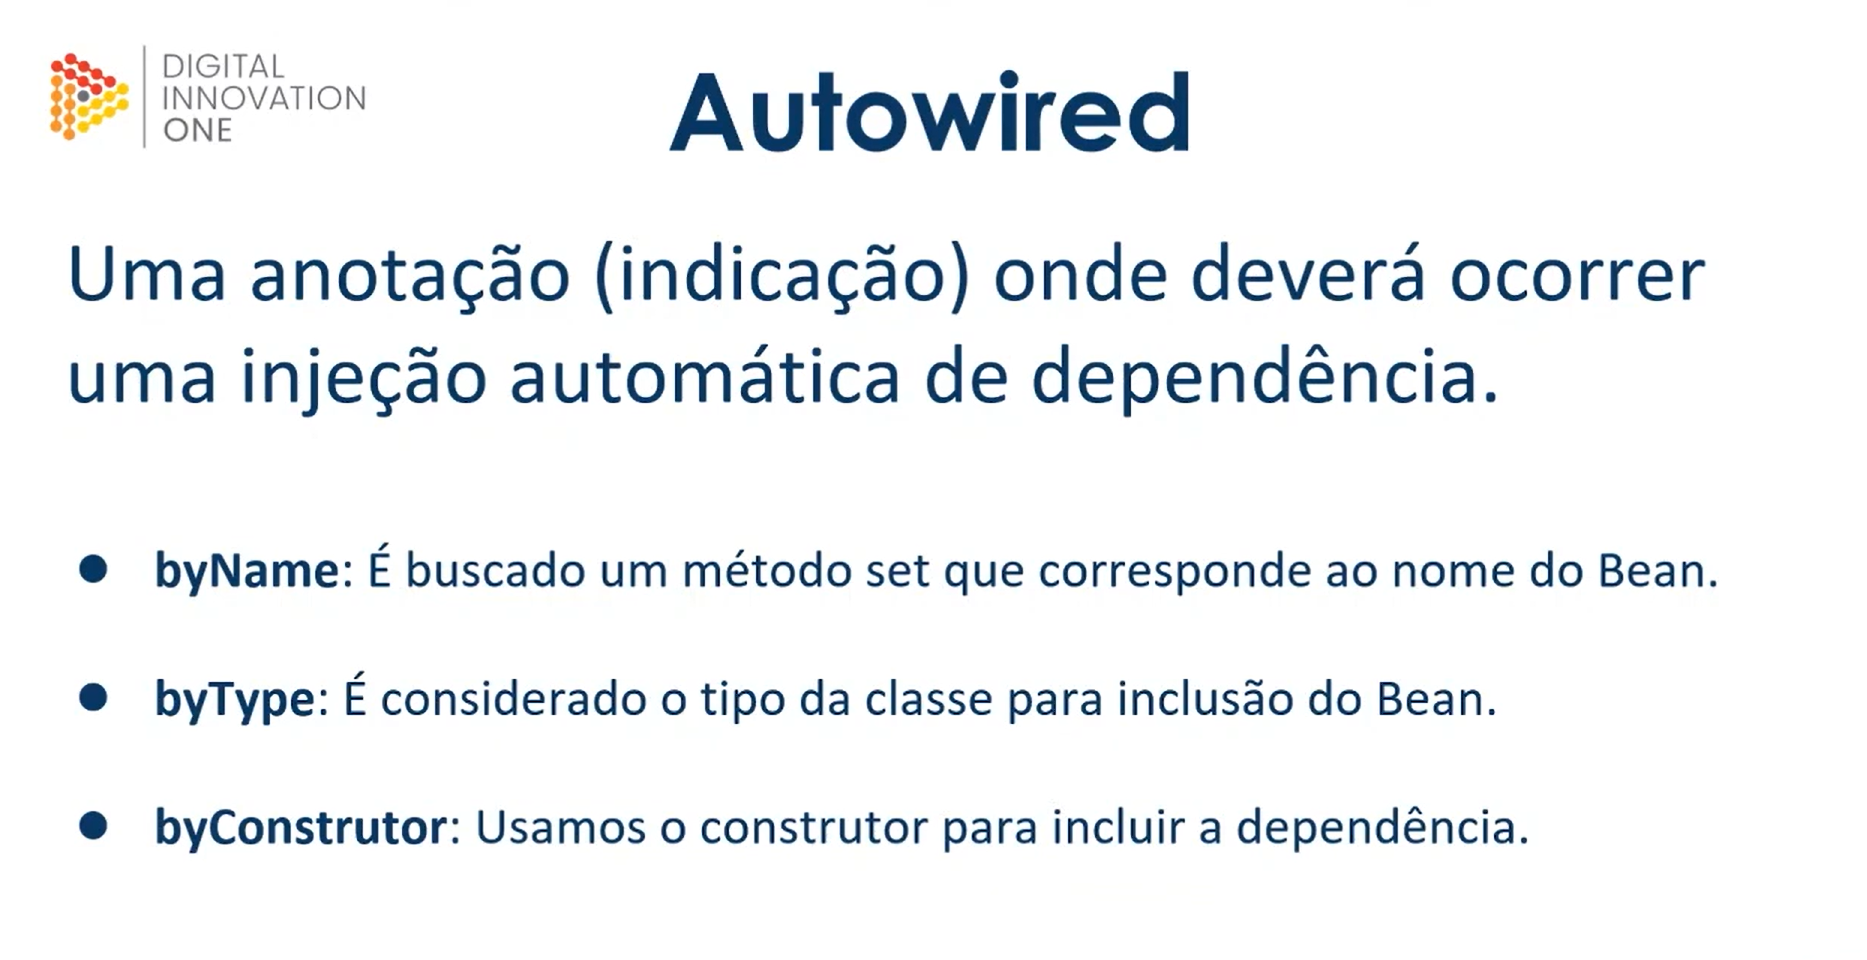 DIGITAL
INNOVATION
ONE
Autowired
Uma anotação (indicação) onde deverá ocorrer
uma injeção automática de dependência.
● byName: É buscado um método set que corresponde ao nome do Bean.
● byType: É considerado o tipo da classe para inclusão do Bean.
● byConstrutor: Usamos o construtor para incluir a dependência.